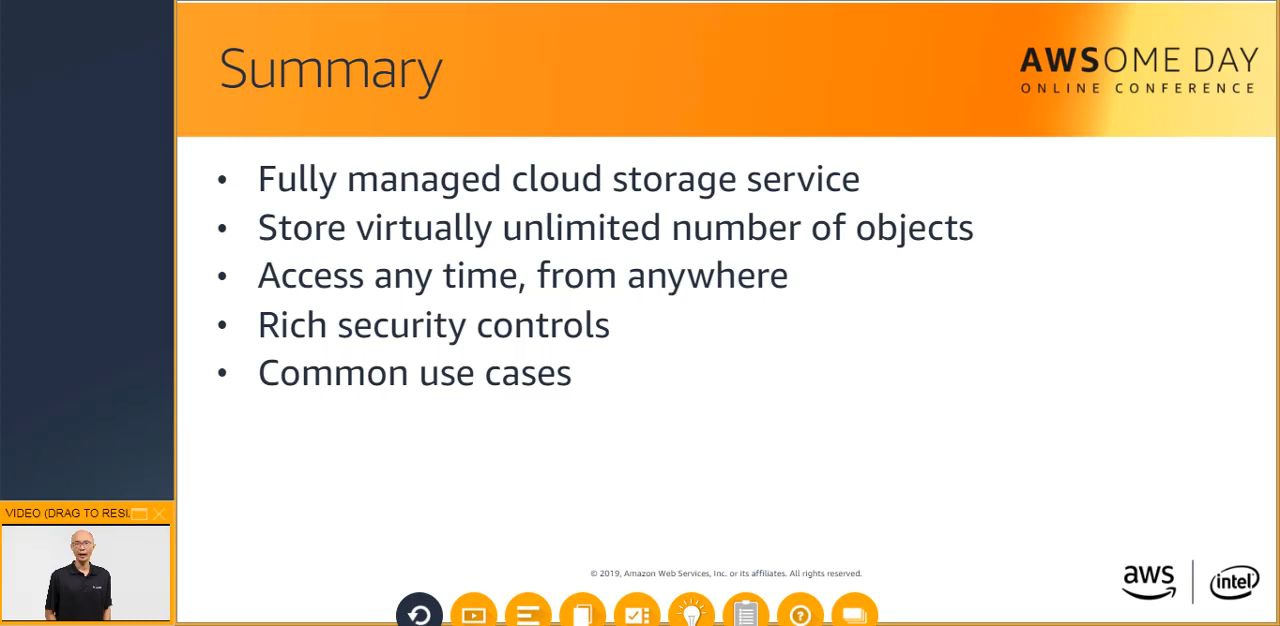 Summary
AWSOME DAY
ONLINE CONFERENCE
• Fully managed cloud storage service
• Store virtually unlimited number of objects
• Access any time, from anywhere
• Rich security controls
• Common use cases
VIDEO (DRAG TO RESI
© 2019, Amazon Web Services, Inc. or its affiliates. All rights reserved.
aws
intel